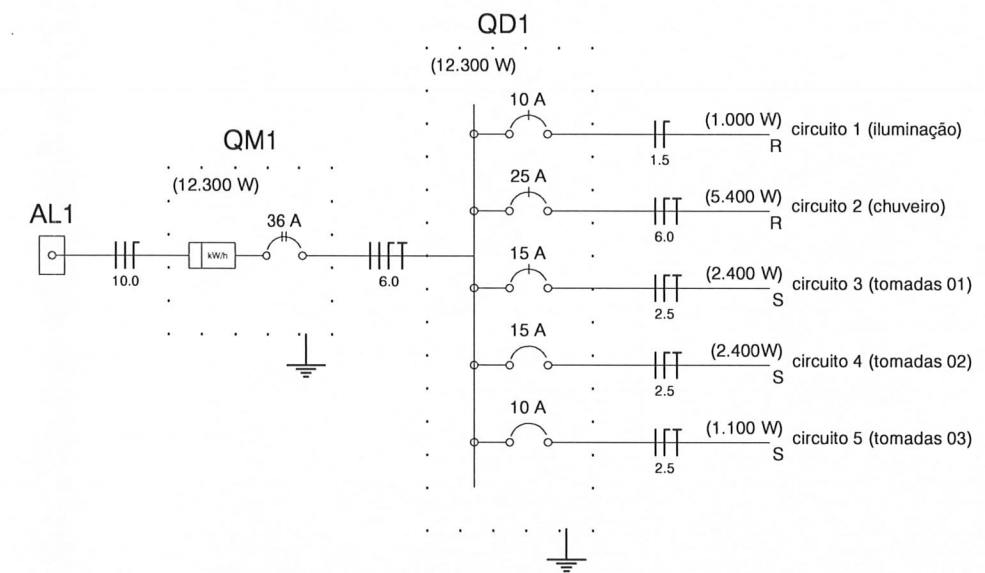 QD1
(12.300 W)
10 A
(1.000 W)
circuito 1 (iluminação)
R
1.5
QM1
(12.300 W)
25 A
(5.400 W)
circuito 2 (chuveiro)
R
6.0
AL1
36 A
kW/h
10.0
6.0
15 A
(2.400 W)
circuito 3 (tomadas 01)
S
2.5
15 A
(2.400W)
circuito 4 (tomadas 02)
S
2.5
10 A
(1.100 W)
circuito 5 (tomadas 03)
S
2.5